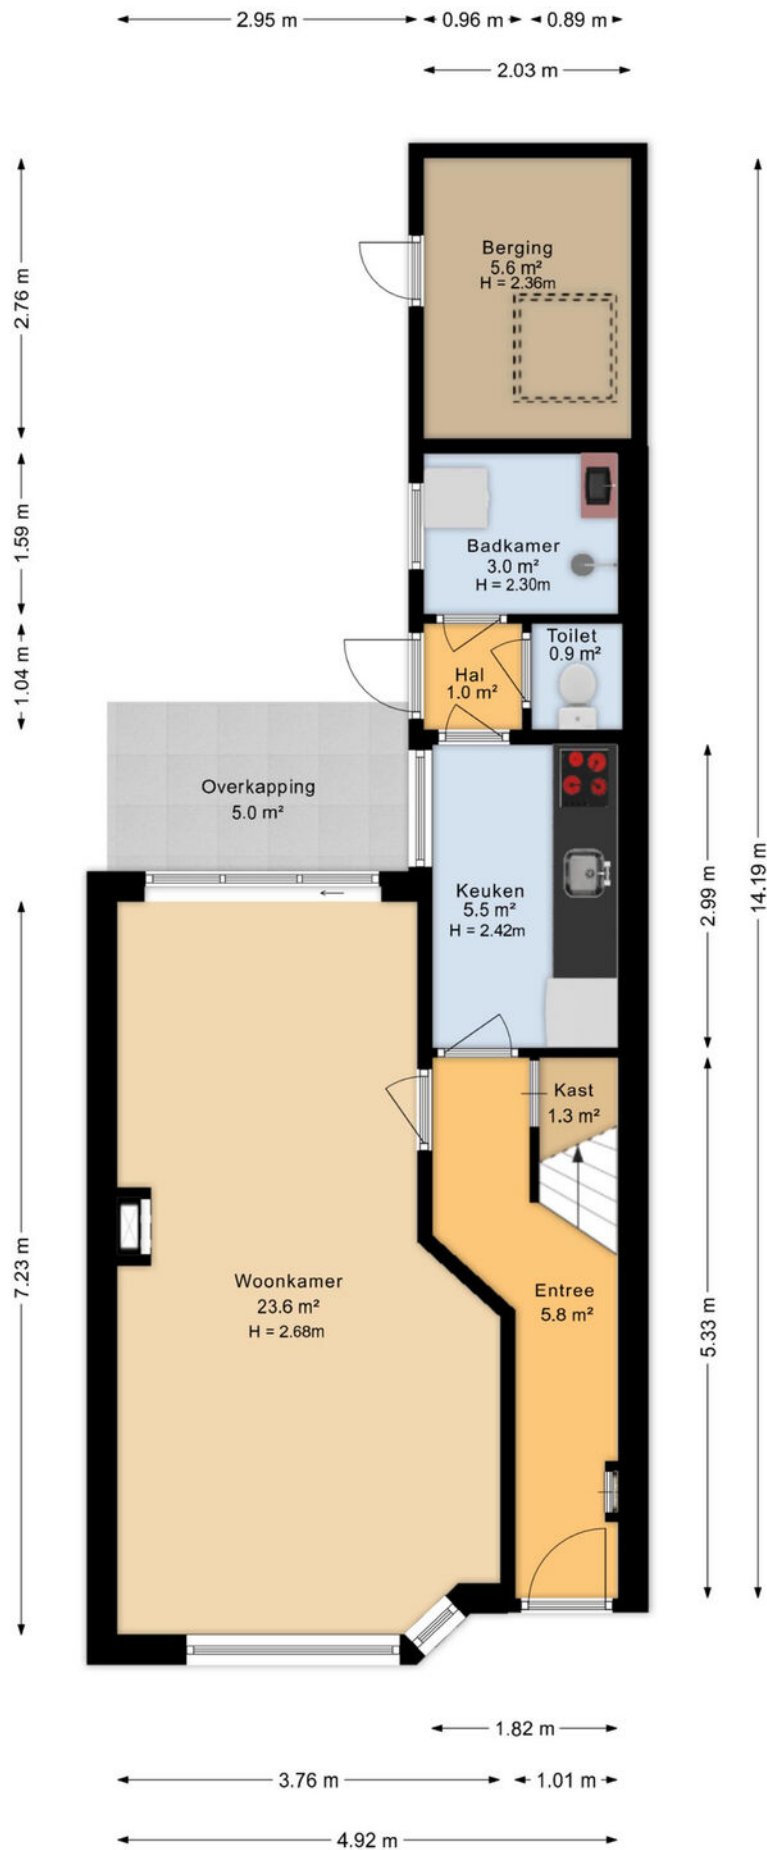 2.95 m
0.96 m
0.89 m
2.03 m
2.76 m
1.59 m
1.04 m
7.23 m
14.19 m
2.99 m
5.33 m
Berging
5.6 m²
H = 2.36m
Badkamer
3.0 m²
H = 2.30m
Toilet
0.9 m²
Hal
1.0 m²
Overkapping
5.0 m²
Keuken
5.5 m²
H = 2.42m
Kast
1.3 m²
Woonkamer
23.6 m²
H = 2.68m
Entree
5.8 m²
1.82 m
3.76 m
1.01 m
4.92 m